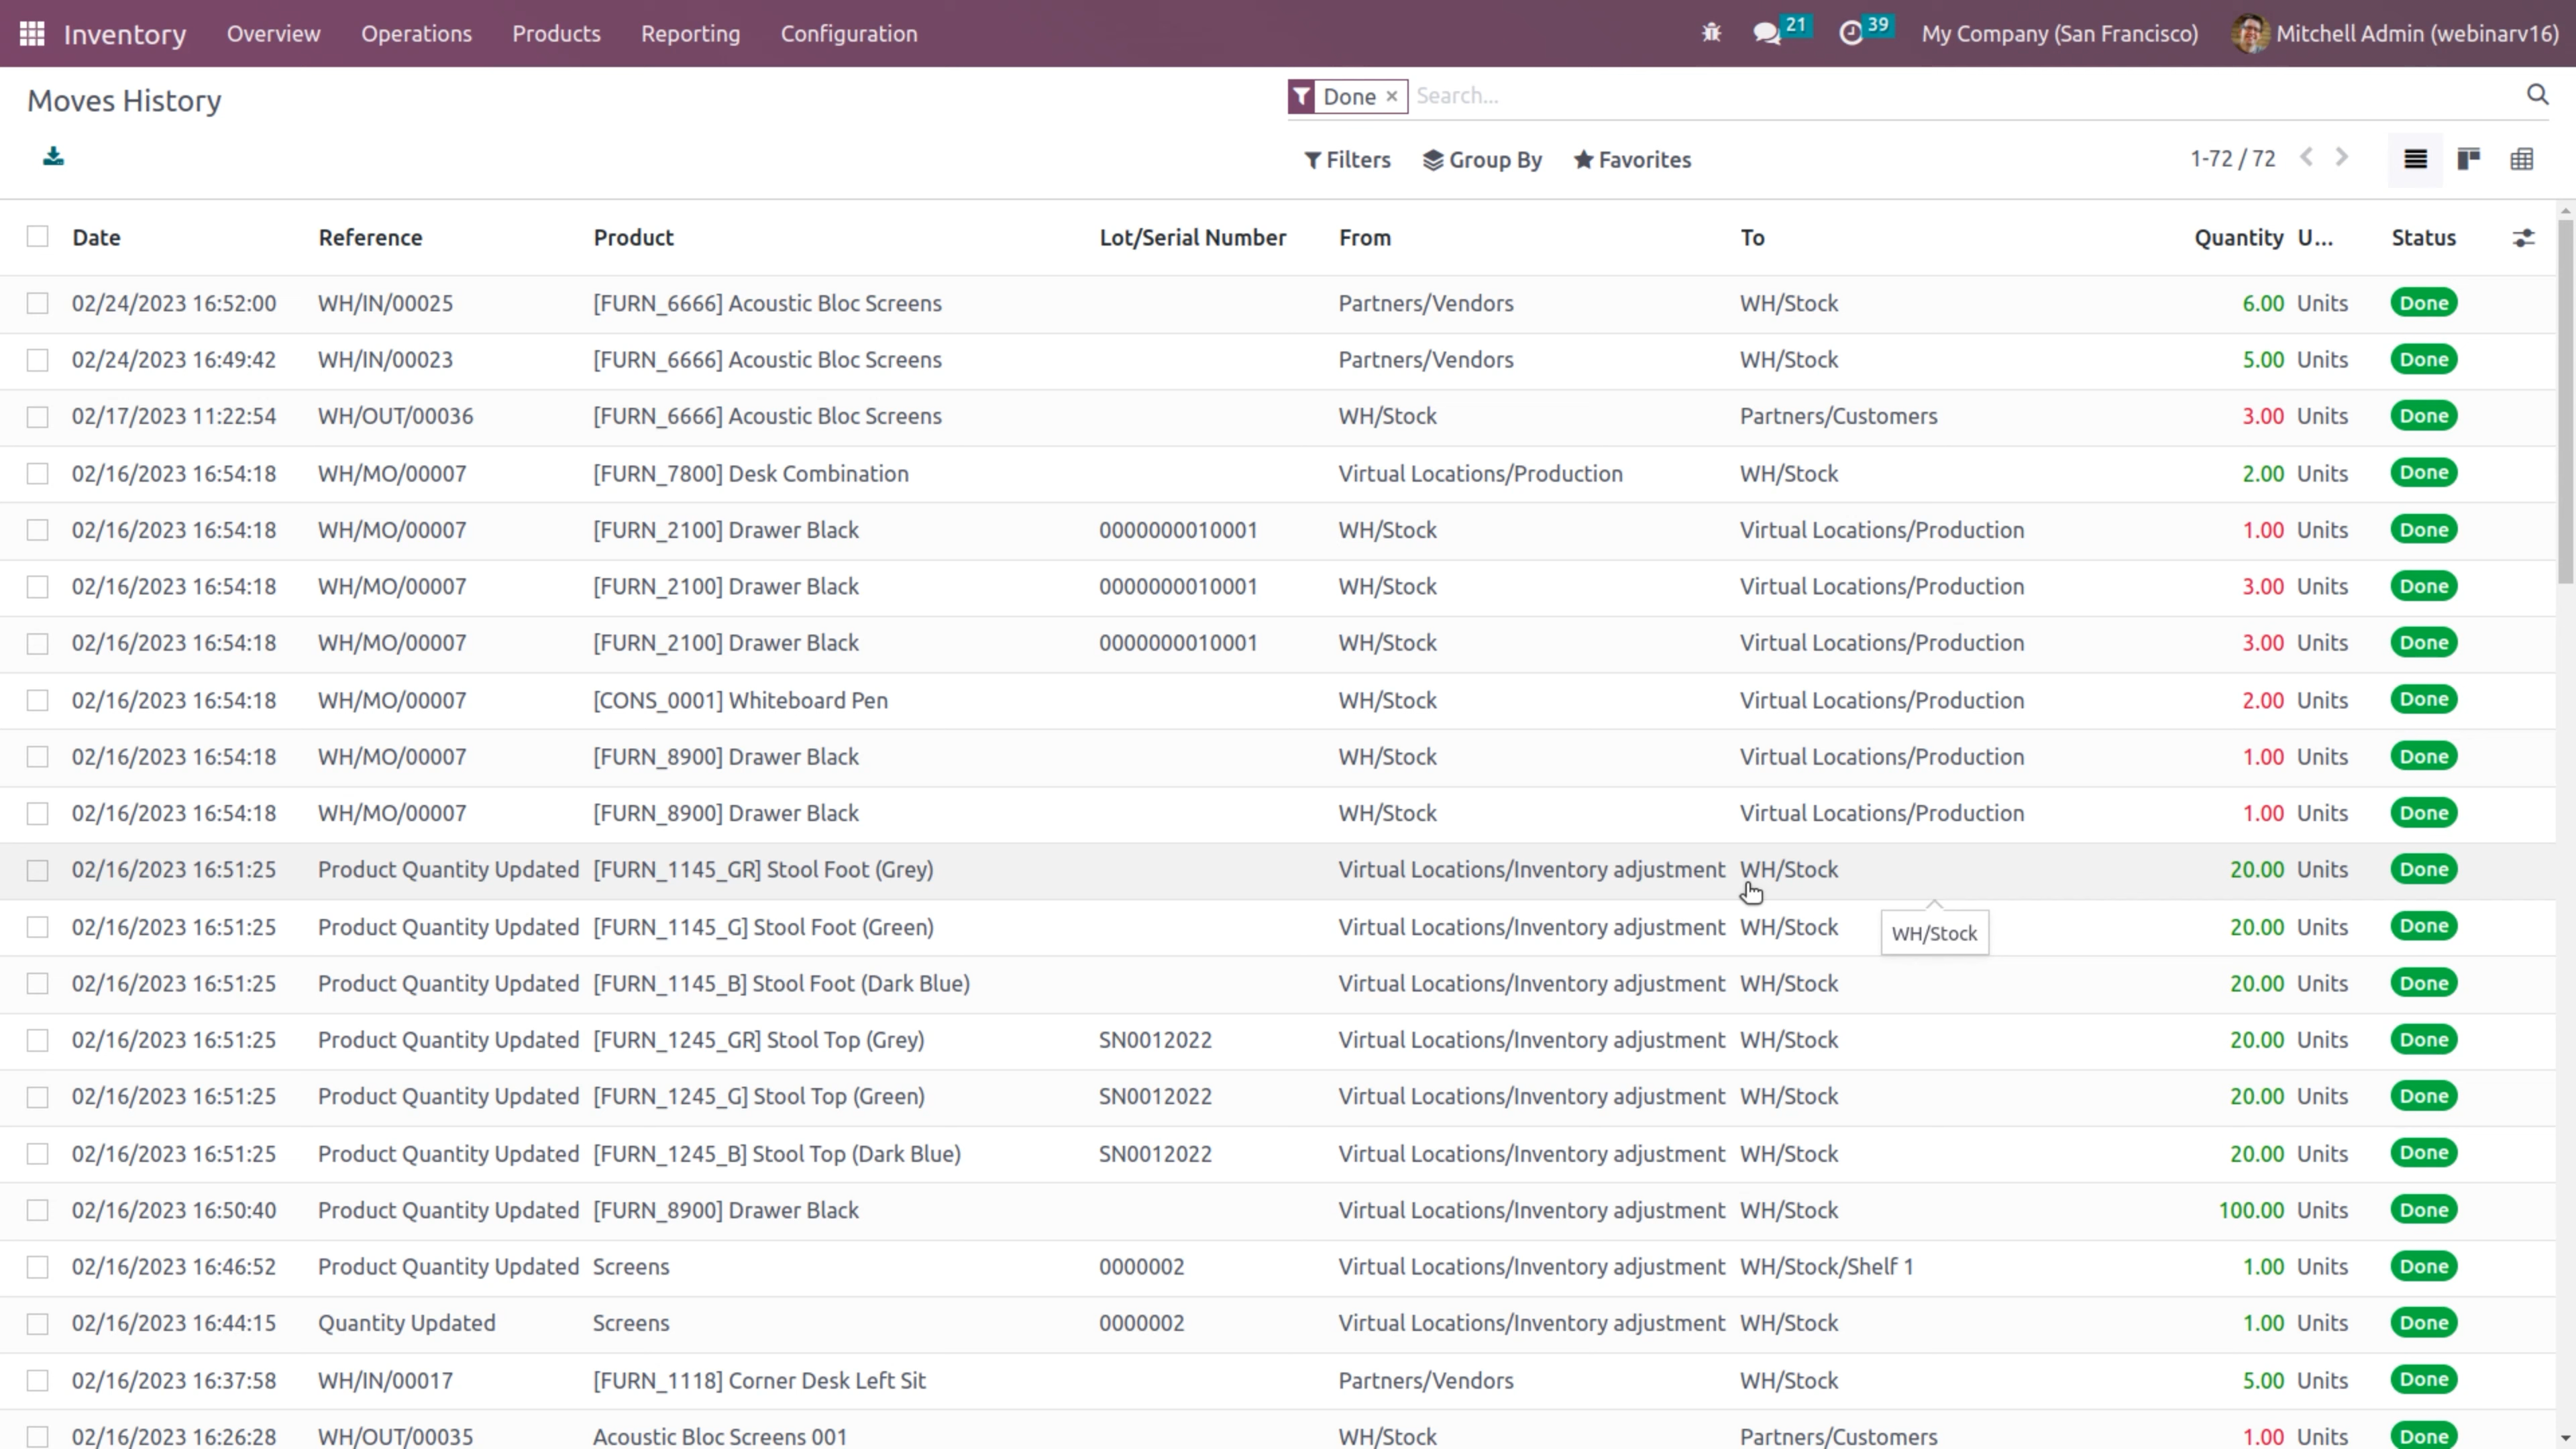 Inventory Overview Operations Products Reporting Configuration 21 39 My Company (San Francisco) Mitchell Admin (webinarv16)
Moves History Done × Search...
Filters Group By Favorites 1-72 / 72
Date Reference Product Lot/Serial Number From To Quantity U... Status
02/24/2023 16:52:00 WH/IN/00025 [FURN_6666] Acoustic Bloc Screens Partners/Vendors WH/Stock 6.00 Units Done
02/24/2023 16:49:42 WH/IN/00023 [FURN_6666] Acoustic Bloc Screens Partners/Vendors WH/Stock 5.00 Units Done
02/17/2023 11:22:54 WH/OUT/00036 [FURN_6666] Acoustic Bloc Screens WH/Stock Partners/Customers 3.00 Units Done
02/16/2023 16:54:18 WH/MO/00007 [FURN_7800] Desk Combination Virtual Locations/Production WH/Stock 2.00 Units Done
02/16/2023 16:54:18 WH/MO/00007 [FURN_2100] Drawer Black 0000000010001 WH/Stock Virtual Locations/Production 1.00 Units Done
02/16/2023 16:54:18 WH/MO/00007 [FURN_2100] Drawer Black 0000000010001 WH/Stock Virtual Locations/Production 3.00 Units Done
02/16/2023 16:54:18 WH/MO/00007 [FURN_2100] Drawer Black 0000000010001 WH/Stock Virtual Locations/Production 3.00 Units Done
02/16/2023 16:54:18 WH/MO/00007 [CONS_0001] Whiteboard Pen WH/Stock Virtual Locations/Production 2.00 Units Done
02/16/2023 16:54:18 WH/MO/00007 [FURN_8900] Drawer Black WH/Stock Virtual Locations/Production 1.00 Units Done
02/16/2023 16:54:18 WH/MO/00007 [FURN_8900] Drawer Black WH/Stock Virtual Locations/Production 1.00 Units Done
02/16/2023 16:51:25 Product Quantity Updated [FURN_1145_GR] Stool Foot (Grey) Virtual Locations/Inventory adjustment WH/Stock 20.00 Units Done
02/16/2023 16:51:25 Product Quantity Updated [FURN_1145_G] Stool Foot (Green) Virtual Locations/Inventory adjustment WH/Stock 20.00 Units Done
WH/Stock
02/16/2023 16:51:25 Product Quantity Updated [FURN_1145_B] Stool Foot (Dark Blue) Virtual Locations/Inventory adjustment WH/Stock 20.00 Units Done
02/16/2023 16:51:25 Product Quantity Updated [FURN_1245_GR] Stool Top (Grey) SN0012022 Virtual Locations/Inventory adjustment WH/Stock 20.00 Units Done
02/16/2023 16:51:25 Product Quantity Updated [FURN_1245_G] Stool Top (Green) SN0012022 Virtual Locations/Inventory adjustment WH/Stock 20.00 Units Done
02/16/2023 16:51:25 Product Quantity Updated [FURN_1245_B] Stool Top (Dark Blue) SN0012022 Virtual Locations/Inventory adjustment WH/Stock 20.00 Units Done
02/16/2023 16:50:40 Product Quantity Updated [FURN_8900] Drawer Black Virtual Locations/Inventory adjustment WH/Stock 100.00 Units Done
02/16/2023 16:46:52 Product Quantity Updated Screens 0000002 Virtual Locations/Inventory adjustment WH/Stock/Shelf 1 1.00 Units Done
02/16/2023 16:44:15 Quantity Updated Screens 0000002 Virtual Locations/Inventory adjustment WH/Stock 1.00 Units Done
02/16/2023 16:37:58 WH/IN/00017 [FURN_1118] Corner Desk Left Sit Partners/Vendors WH/Stock 5.00 Units Done
02/16/2023 16:26:28 WH/OUT/00035 Acoustic Bloc Screens 001 WH/Stock Partners/Customers 1.00 Units Done